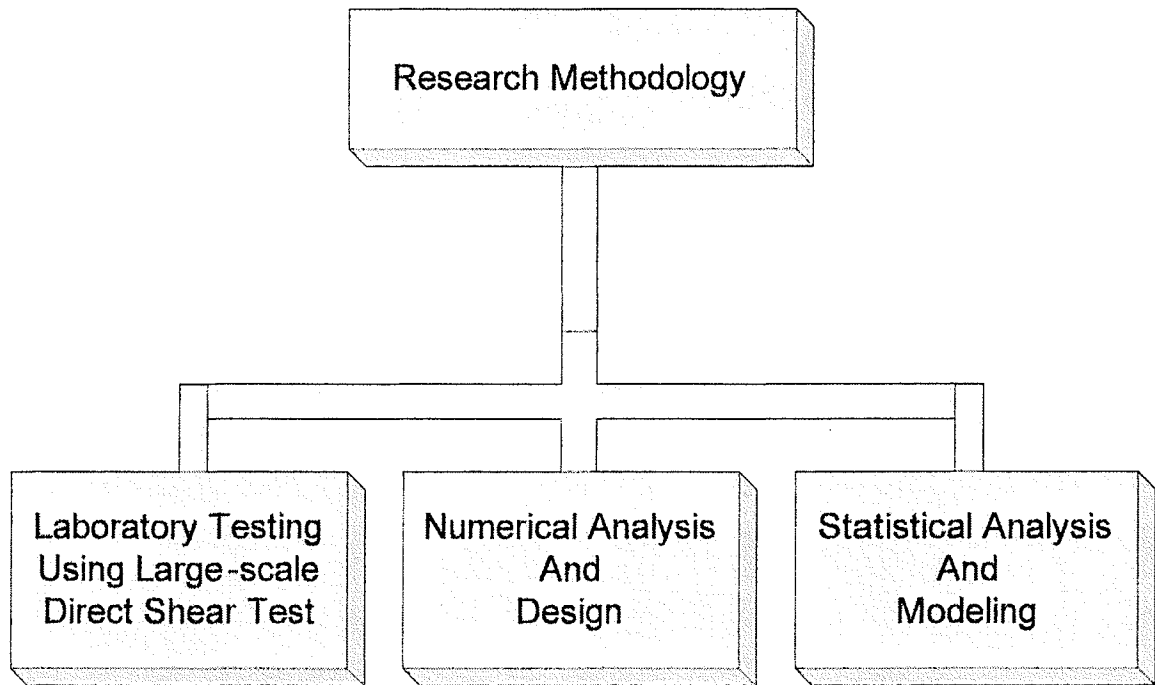 Research Methodology
Laboratory Testing
Using Large-scale
Direct Shear Test
Numerical Analysis
And
Design
Statistical Analysis
And
Modeling